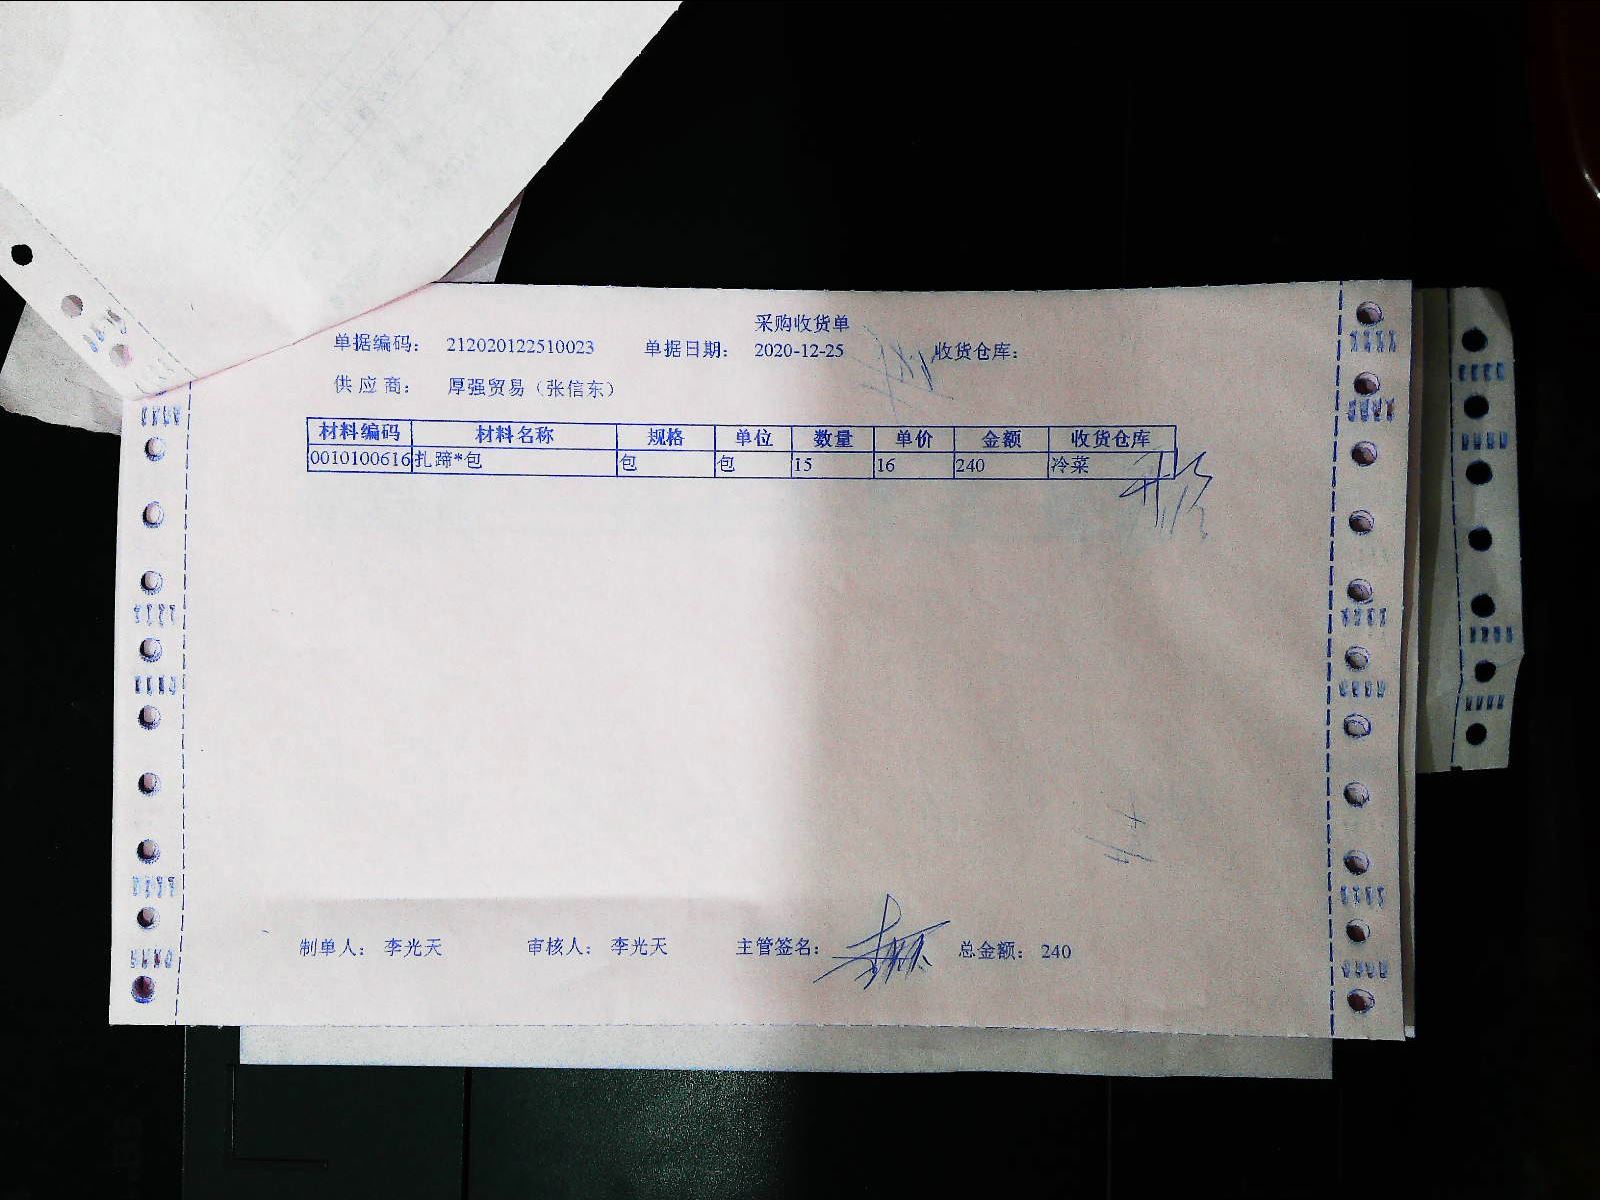 采购收货单
单据编码： 212020122510023 单据日期： 2020-12-25 收货仓库：
供应商： 厚强贸易（张信东）
材料编码 材料名称 规格 单位 数量 单价 金额 收货仓库
0010100616 扎蹄*包 包 包 15 16 240 冷菜
制单人： 李光天 审核人： 李光天 主管签名： 总金额： 240